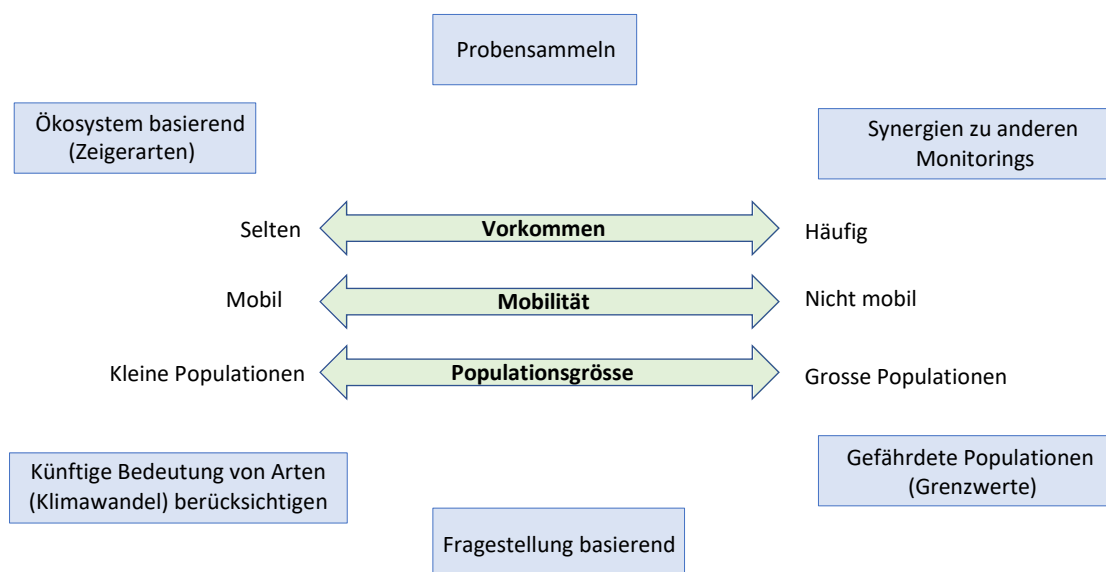 Probensammeln
Ökosystem basierend
(Zeigerarten)
Synergien zu anderen
Monitorings
Selten
Vorkommen
Häufig
Mobil
Mobilität
Nicht mobil
Kleine Populationen
Populationsgrösse
Grosse Populationen
Künftige Bedeutung von Arten
(Klimawandel) berücksichtigen
Gefährdete Populationen
(Grenzwerte)
Fragestellung basierend